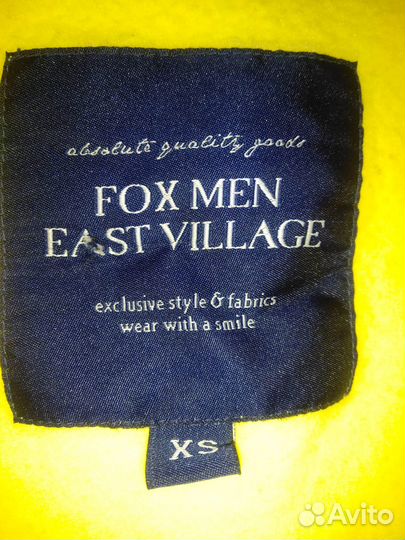 absolute quality goods
FOX MEN
EAST VILLAGE
exclusive style & fabrics
wear with a smile
XS
Avito